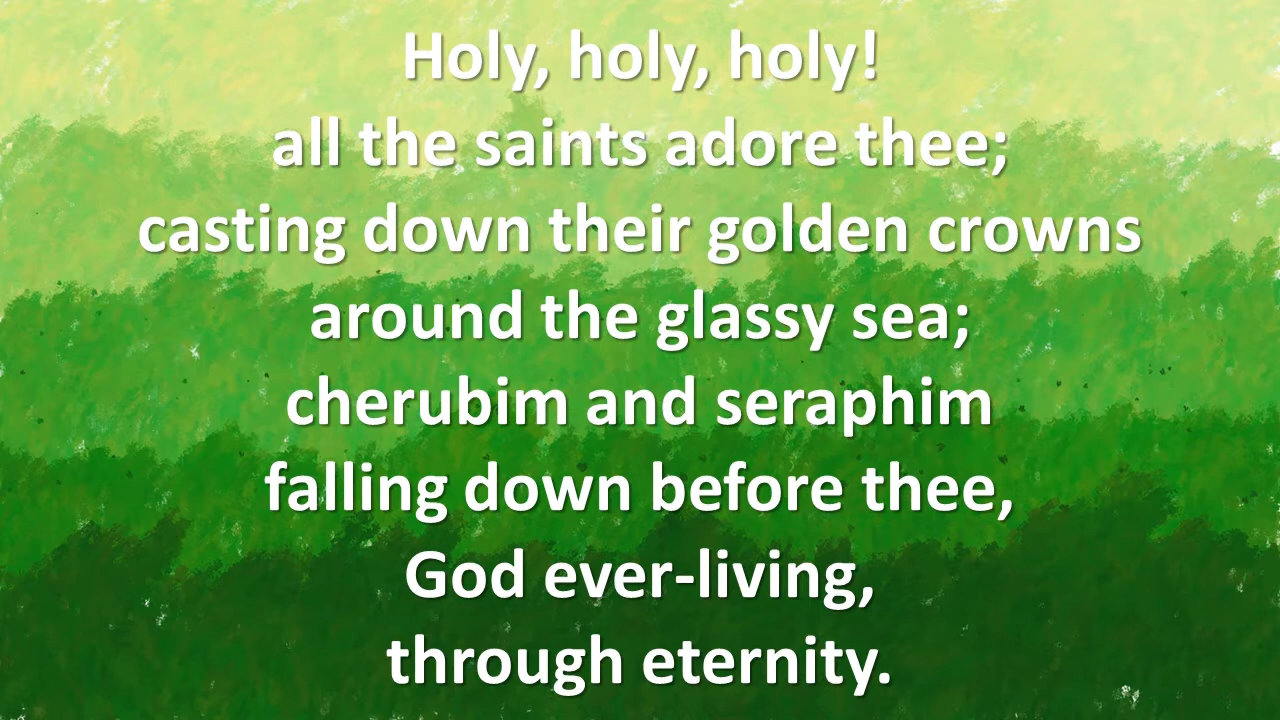 Holy, holy, holy!
all the saints adore thee;
casting down their golden crowns
around the glassy sea;
cherubim and seraphim
falling down before thee,
God ever-living,
through eternity.